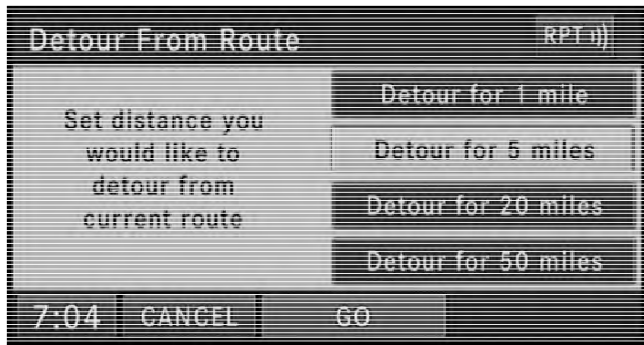 Detour From Route
RPT
Set distance you
would like to
detour from
current route
Detour for 1 mile
Detour for 5 miles
Detour for 20 miles
Detour for 50 miles
7:04
CANCEL
GO